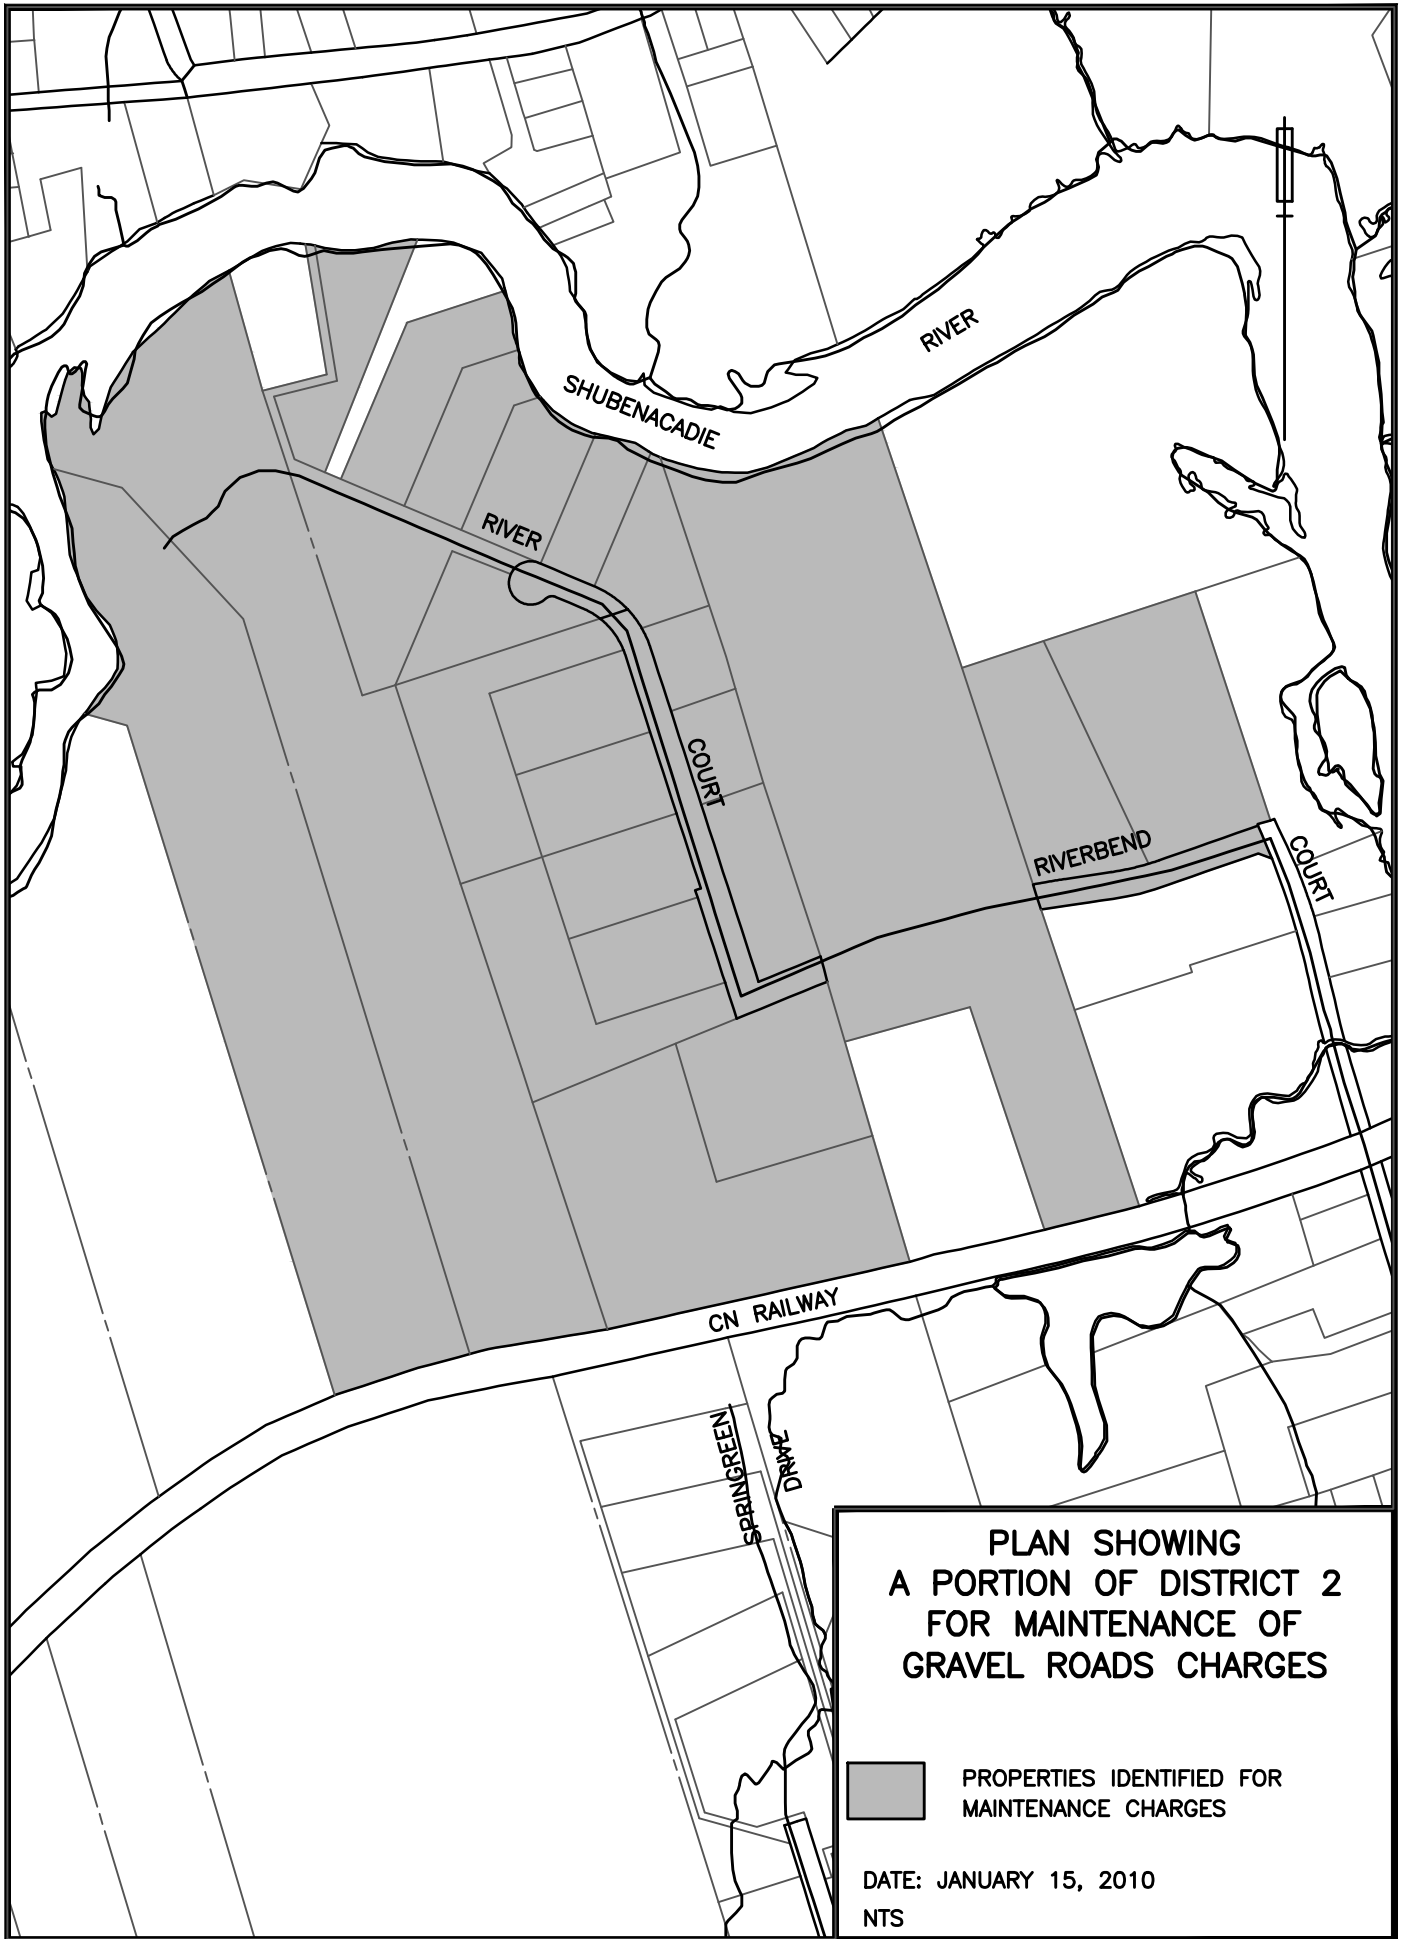 RIVER
SHUBENACADIE
RIVER
COURT
RIVERBEND
COURT
CN RAILWAY
SPRINGREEN
DRIVE
PLAN SHOWING
A PORTION OF DISTRICT 2
FOR MAINTENANCE OF
GRAVEL ROADS CHARGES
PROPERTIES IDENTIFIED FOR
MAINTENANCE CHARGES
DATE: JANUARY 15, 2010
NTS